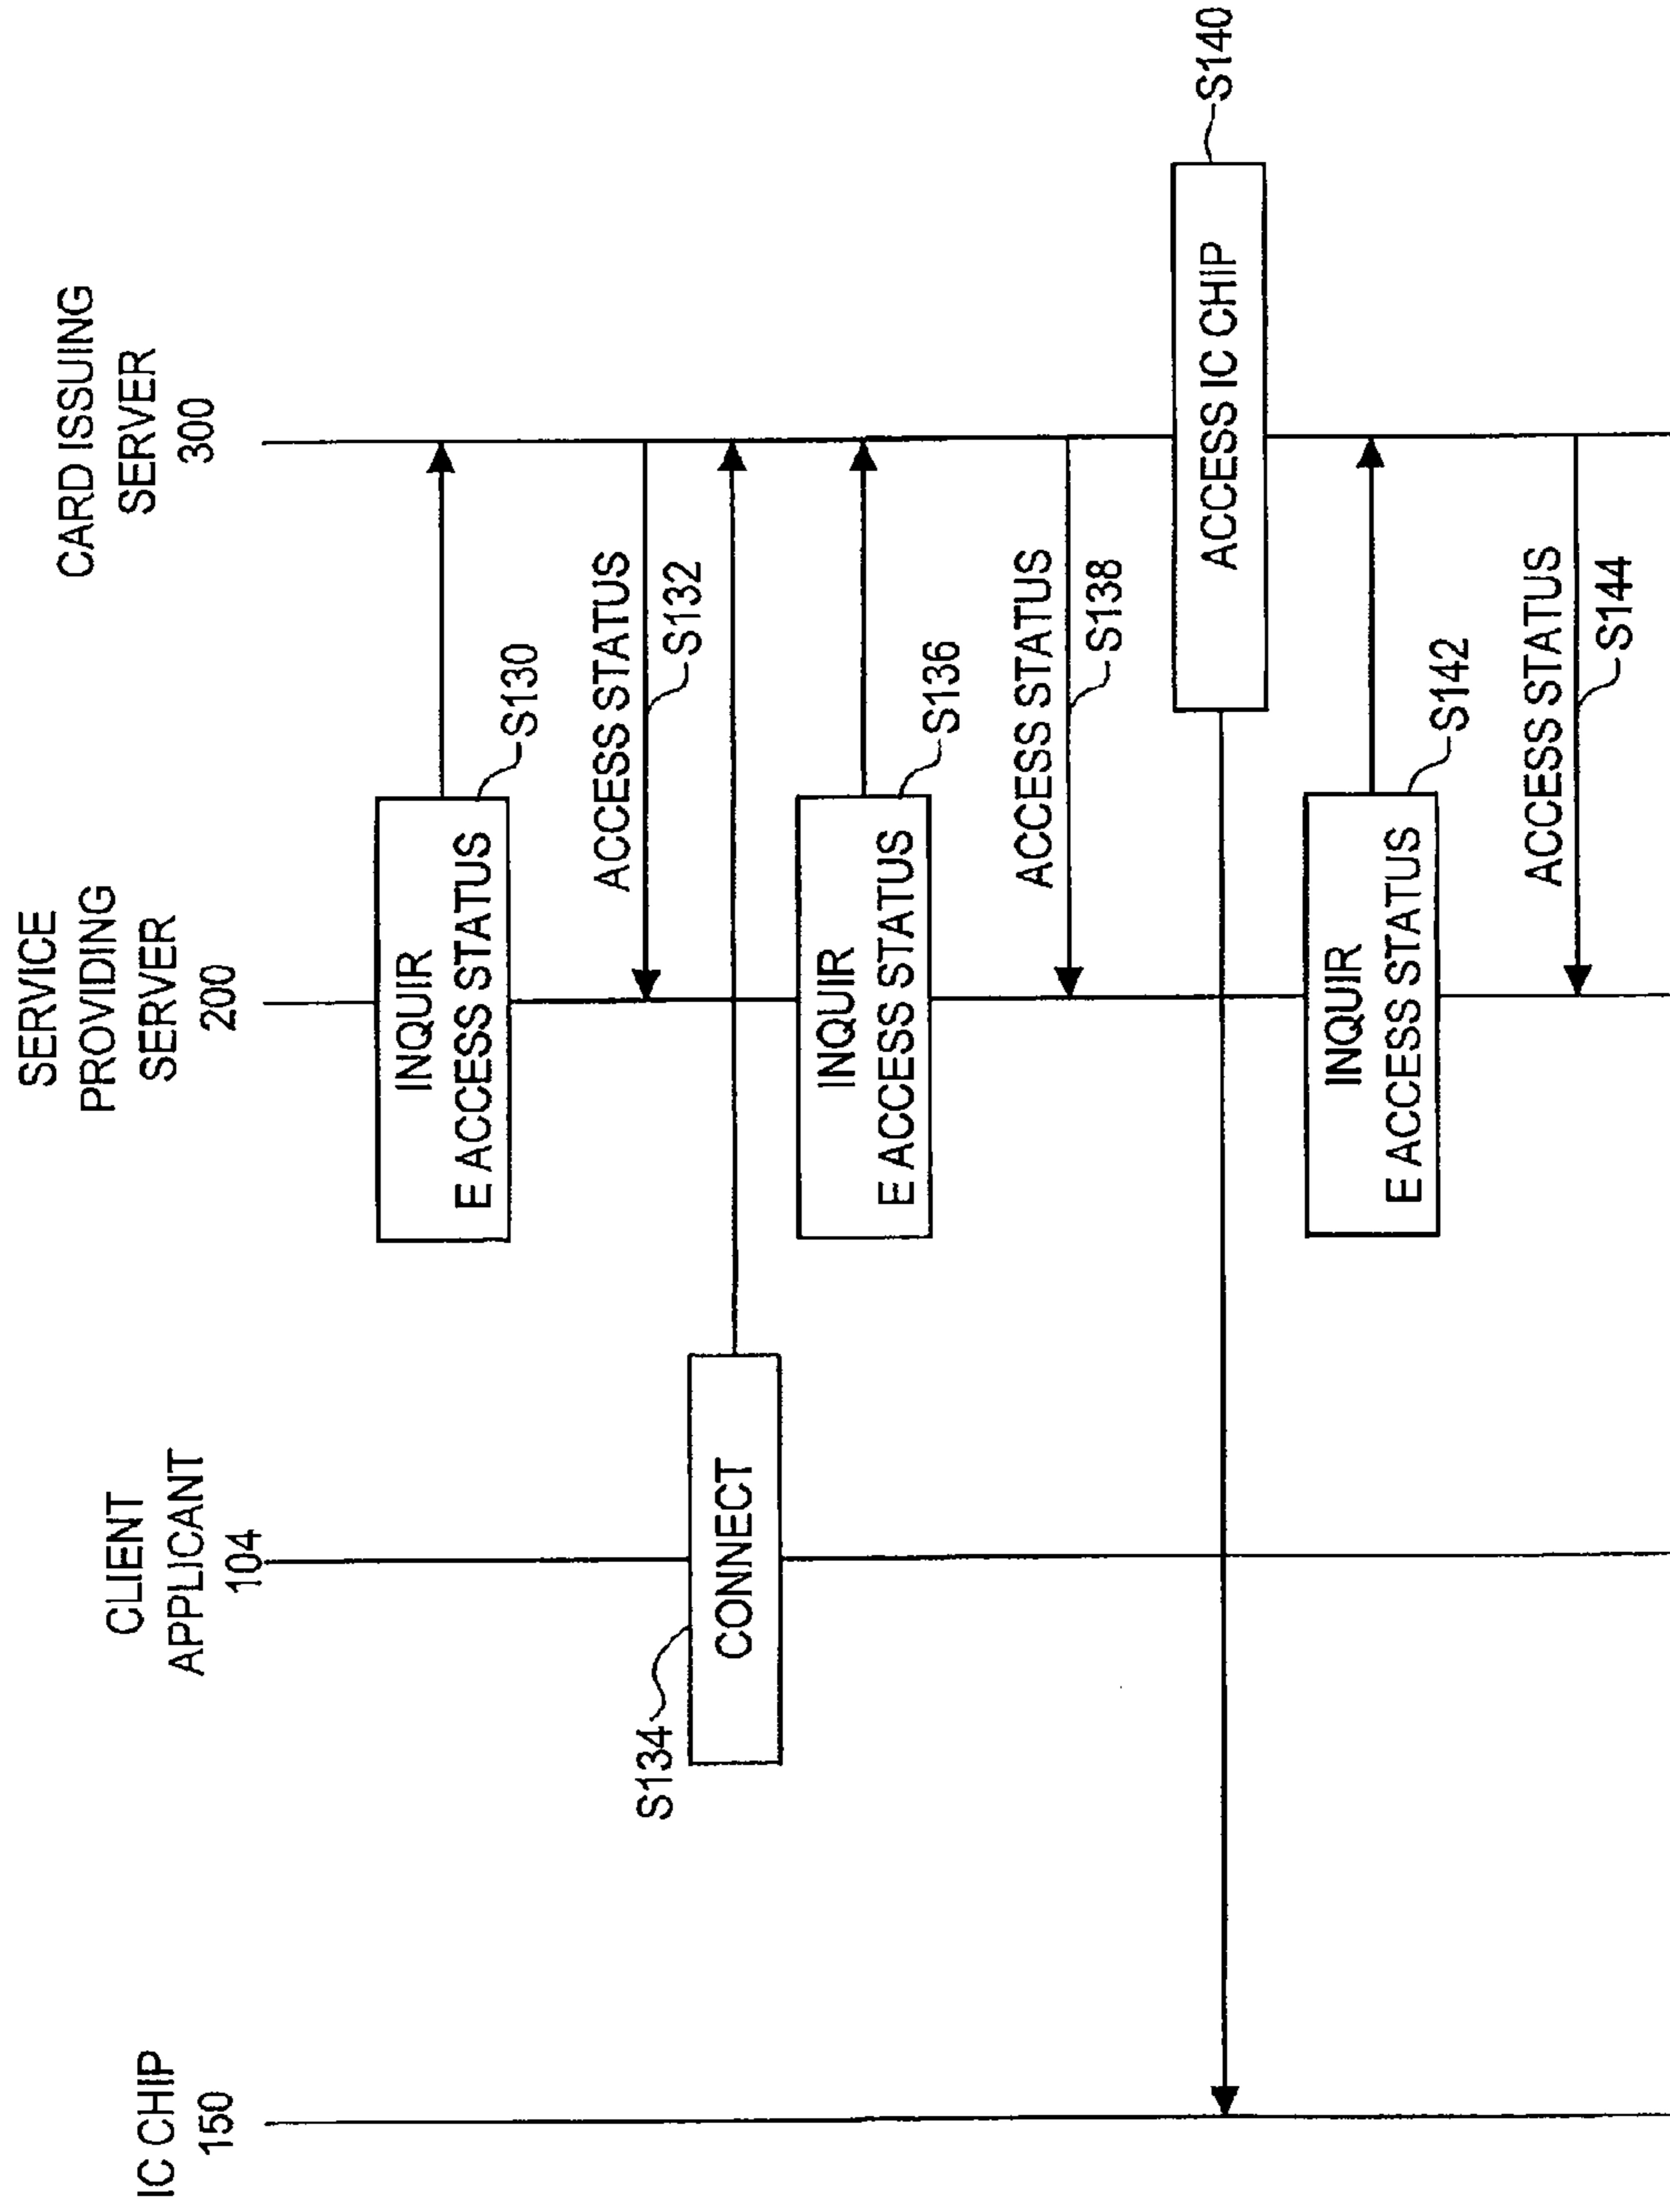 IC CHIP
150
CLIENT
APPLICANT
104
SERVICE
PROVIDING
SERVER
200
CARD ISSUING
SERVER
300
INQUIR
E ACCESS STATUS
S130
ACCESS STATUS
S132
S134
CONNECT
INQUIR
E ACCESS STATUS
S136
ACCESS STATUS
S138
ACCESS IC CHIP
S140
INQUIR
E ACCESS STATUS
S142
ACCESS STATUS
S144